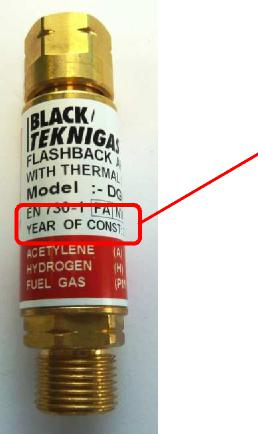 BLACK/
TEKNIGAS
FLASHBACK
WITH THERMAL
Model :- DG
EN 730-1 FA N
YEAR OF CONST
ACETYLENE (A)
HYDROGEN (H)
FUEL GAS